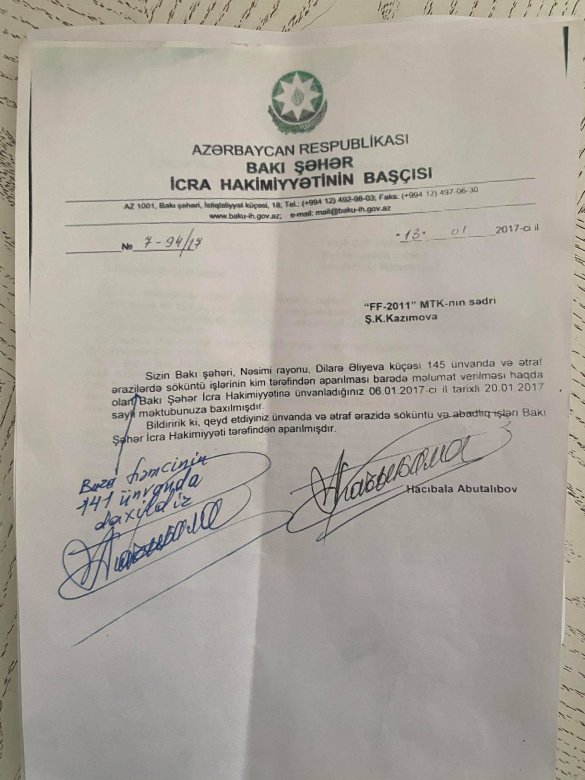 AZƏRBAYCAN RESPUBLİKASI
BAKI ŞƏHƏR
İCRA HAKİMİYYƏTİNİN BAŞÇISI
AZ 1001, Bakı şəhəri, İstiqlaliyyət küçəsi, 18; Tel.: (+994 12) 492-98-03; Faks: (+994 12) 497-06-30
www.baku-ih.gov.az; e-mail: mail@baku-ih.gov.az
№ 7-94/17
"13" 01 2017-ci il
"FF-2011" MTK-nın sədri
Ş.K.Kazımova
Sizin Bakı şəhəri, Nəsimi rayonu, Dilarə Əliyeva küçəsi 145 ünvanda və ətraf
ərazilərdə söküntü işlərinin kim tərəfindən aparılması barədə məlumat verilməsi haqda
olan Bakı Şəhər İcra Hakimiyyətinə ünvanladığınız 06.01.2017-ci il tarixli 20.01 2017
saylı məktubunuza baxılmışdır.
Bildiririk ki, qeyd etdiyiniz ünvanda və ətraf ərazidə söküntü və abadlıq işləri Bakı
Şəhər İcra Hakimiyyəti tərəfindən aparılmışdır.
həmcinin
141 ünvanda
daxildiz
Hacıbala Abutalıbov